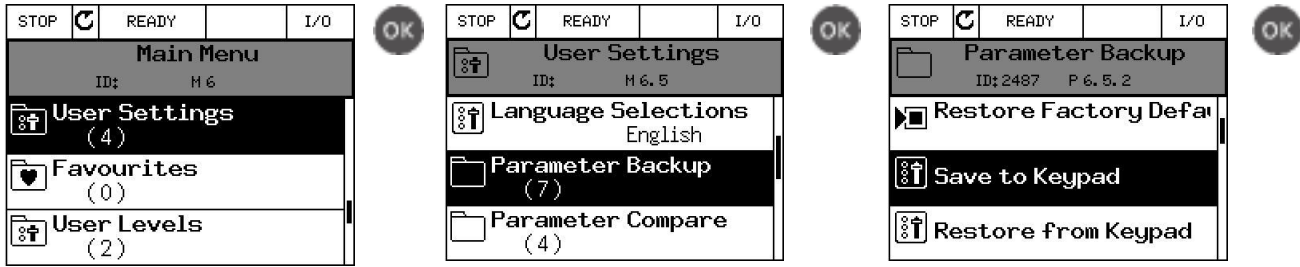 STOP READY I/O
Main Menu
ID: M6
User Settings
(4)
Favourites
(0)
User Levels
(2)
OK
STOP READY I/O
User Settings
ID: M6.5
Language Selections
English
Parameter Backup
(7)
Parameter Compare
(4)
OK
STOP READY I/O
Parameter Backup
ID:2487 P6.5.2
Restore Factory Defau
Save to Keypad
Restore from Keypad
OK